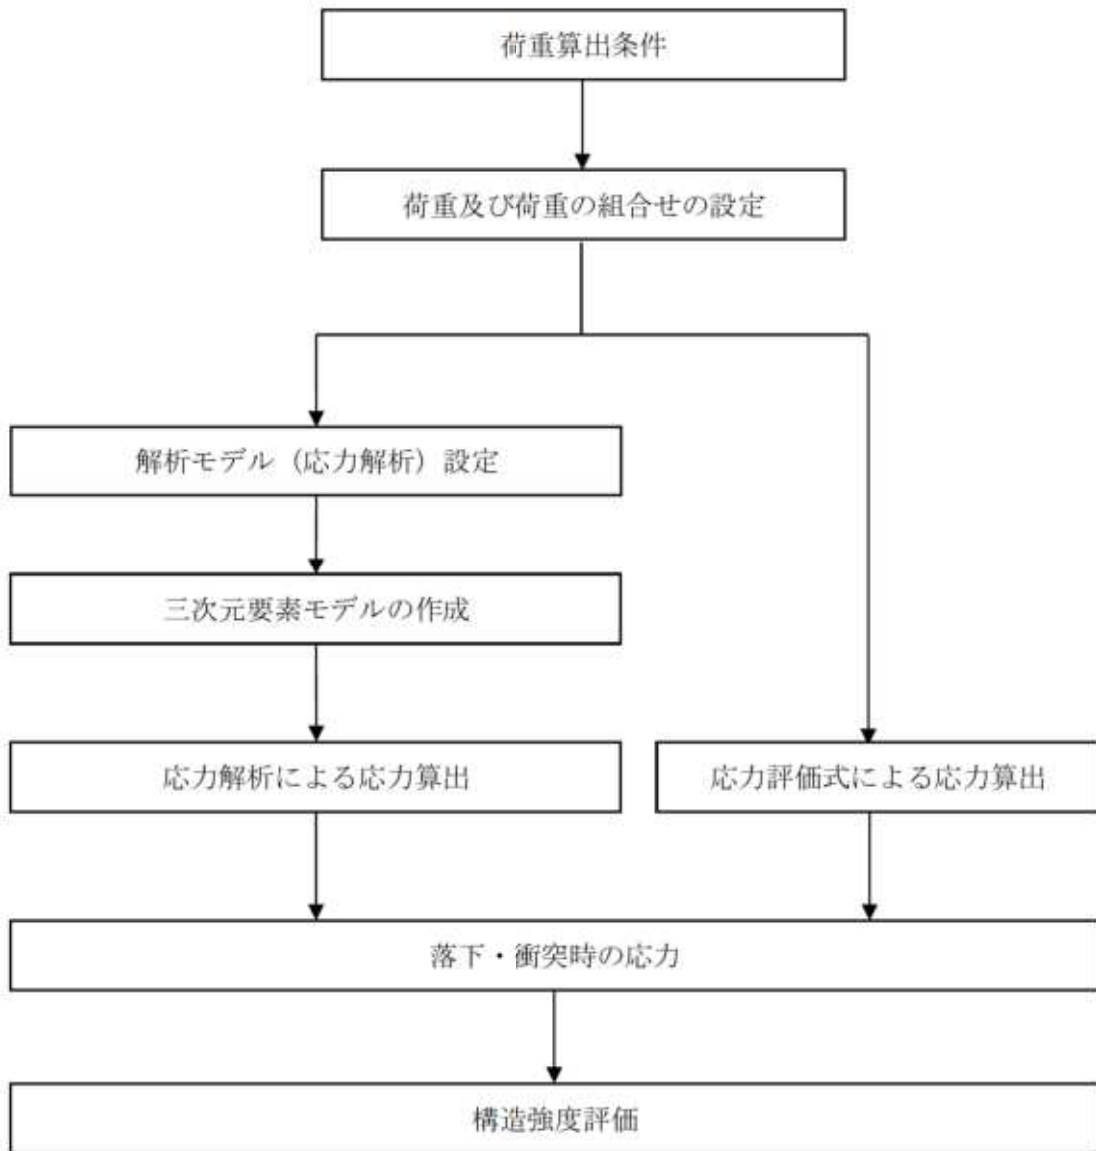 荷重算出条件
荷重及び荷重の組合せの設定
解析モデル（応力解析）設定
三次元要素モデルの作成
応力解析による応力算出
応力評価式による応力算出
落下・衝突時の応力
構造強度評価